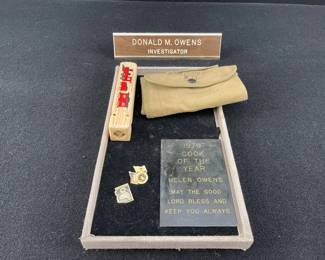 DONALD M. OWENS
INVESTIGATOR
1979
COOK
OF THE
YEAR
HELEN OWENS
MAY THE GOOD
LORD BLESS AND
KEEP YOU ALWAYS